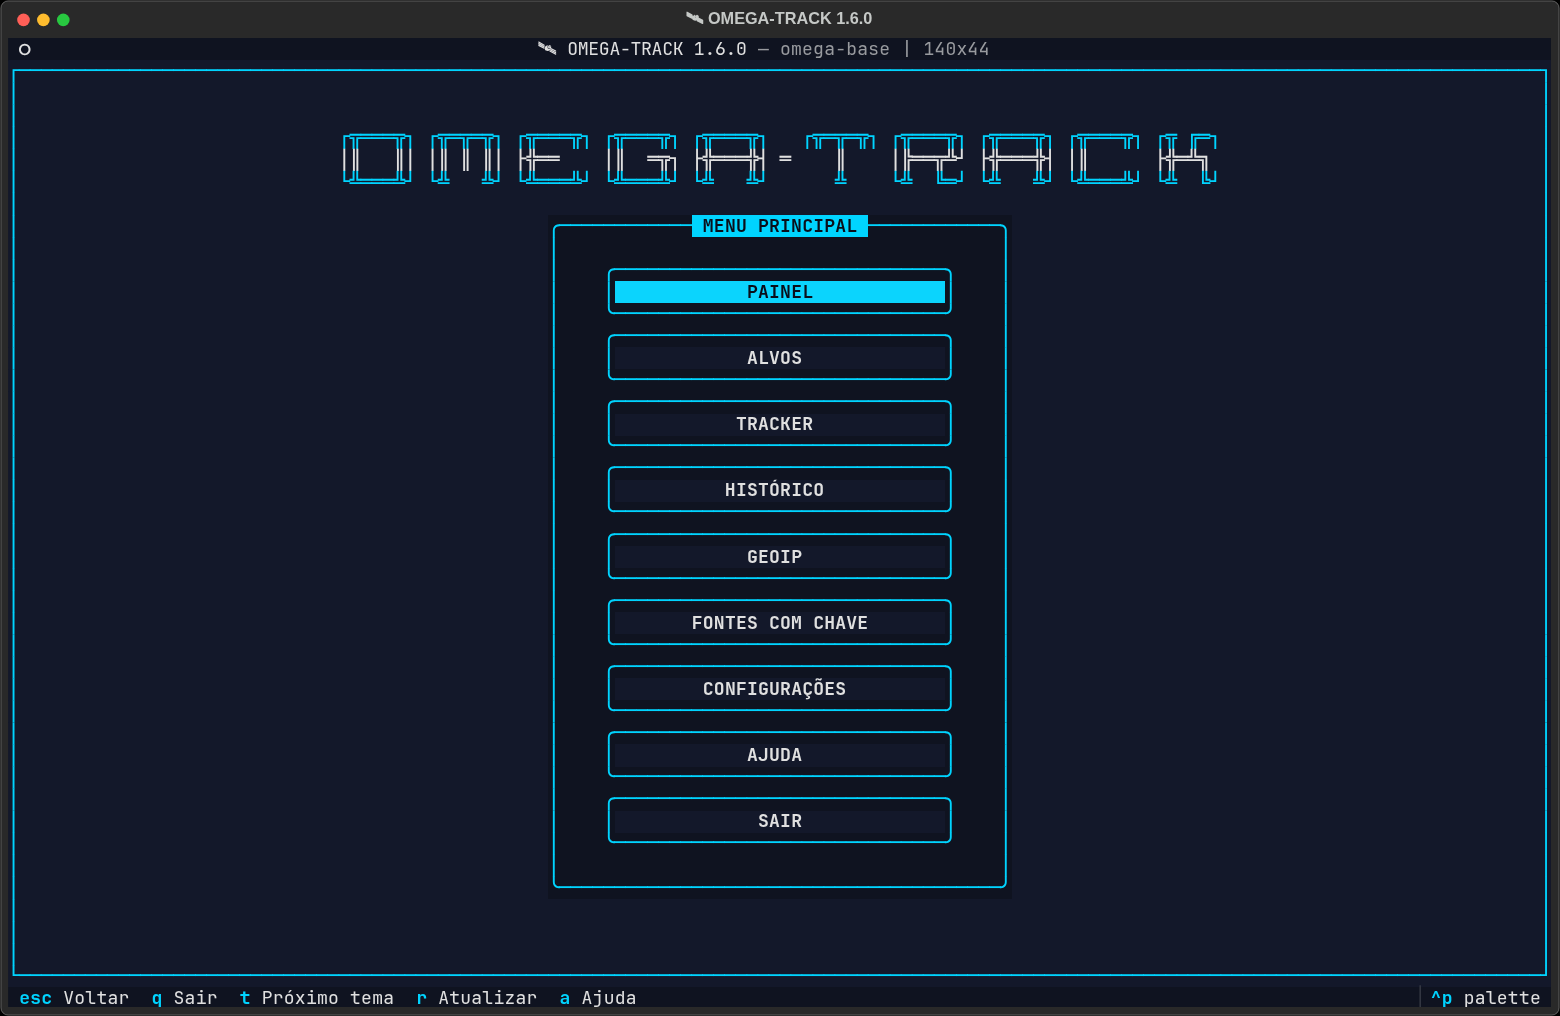 🛰 OMEGA-TRACK 1.6.0
🛰 OMEGA-TRACK 1.6.0 — omega-base | 140x44
OMEGA-TRACK
MENU PRINCIPAL
PAINEL
ALVOS
TRACKER
HISTÓRICO
GEOIP
FONTES COM CHAVE
CONFIGURAÇÕES
AJUDA
SAIR
esc Voltar q Sair t Próximo tema r Atualizar a Ajuda ^p palette